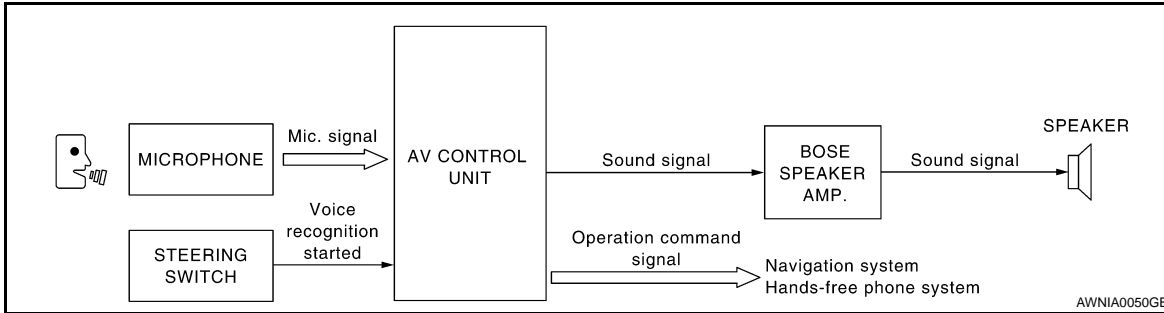 MICROPHONE
Mic. signal
STEERING
SWITCH
Voice
recognition
started
AV CONTROL
UNIT
Sound signal
BOSE
SPEAKER
AMP.
Sound signal
SPEAKER
Operation command
signal
Navigation system
Hands-free phone system
AWNIA0050GB